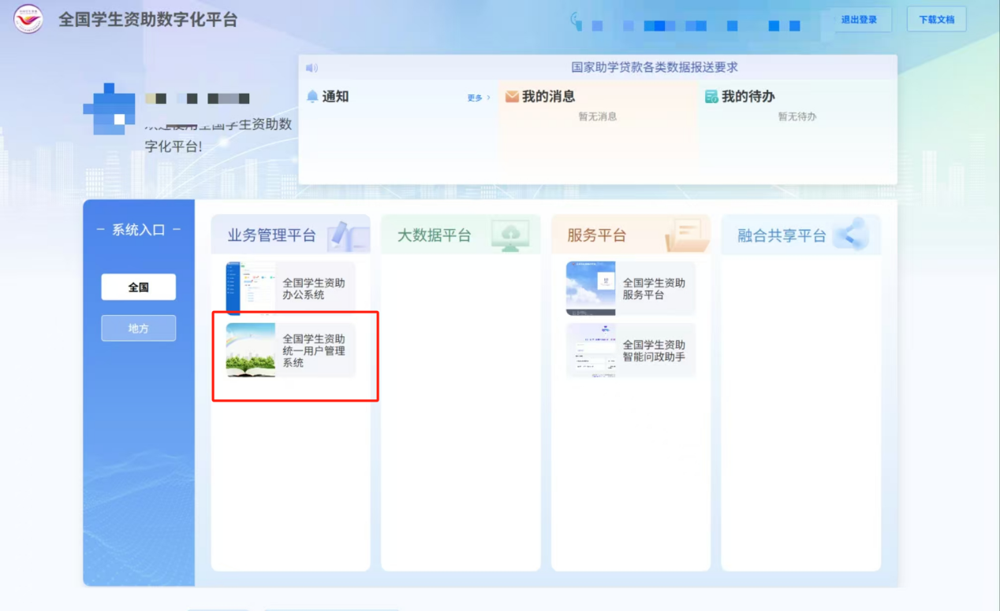 全国学生资助数字化平台
退出登录
下载文档
国家助学贷款各类数据报送要求
通知
更多
我的消息
暂无消息
我的待办
暂无待办
使用全国学生资助数
字化平台!
系统入口
全国
地方
业务管理平台
全国学生资助
办公系统
全国学生资助
统一用户管理
系统
大数据平台
服务平台
全国学生资助
服务平台
全国学生资助
智能问政助手
融合共享平台